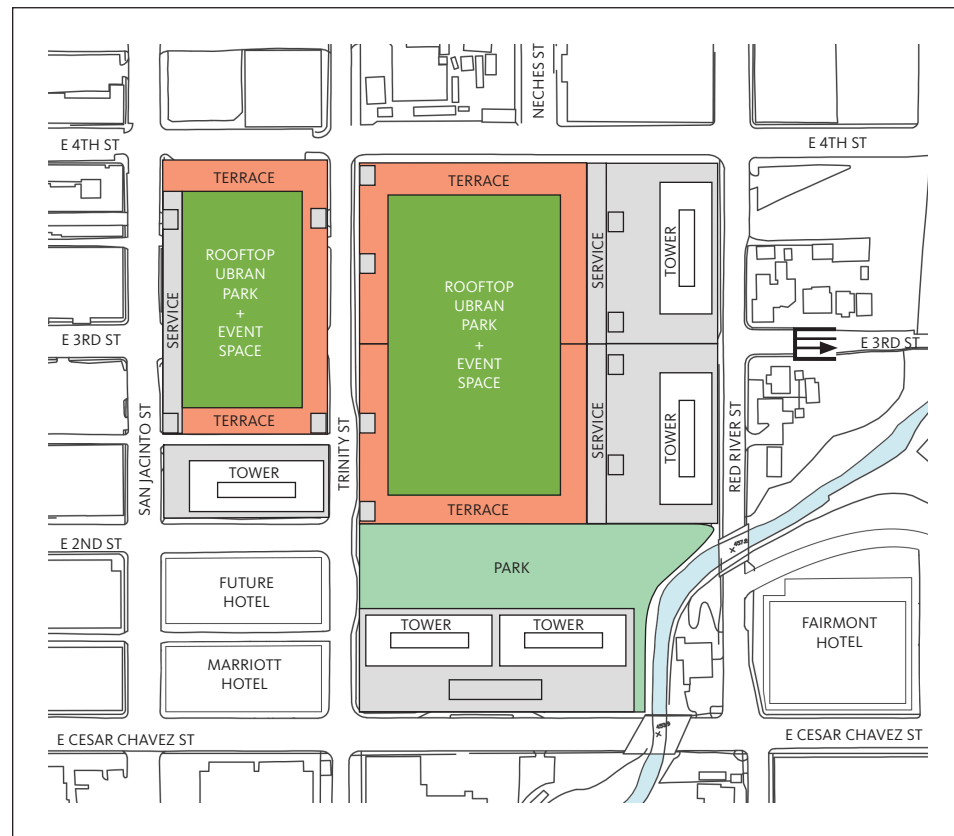 NECHES ST
E 4TH ST
E 4TH ST
TERRACE
TERRACE
ROOFTOP
UBRAN
PARK
+
EVENT
SPACE
SERVICE
TERRACE
ROOFTOP
UBRAN
PARK
+
EVENT
SPACE
SERVICE
TOWER
E 3RD ST
E 3RD ST
SERVICE
TOWER
TERRACE
SAN JACINTO ST
TRINITY ST
RED RIVER ST
TOWER
E 2ND ST
PARK
FUTURE
HOTEL
TOWER
TOWER
FAIRMONT
HOTEL
MARRIOTT
HOTEL
E CESAR CHAVEZ ST
E CESAR CHAVEZ ST